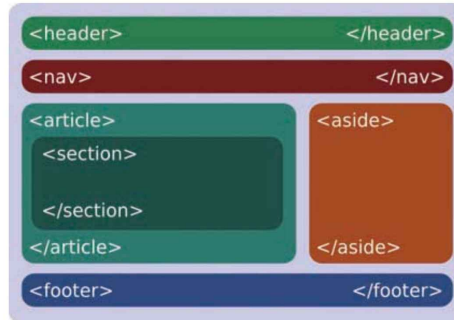 <header> </header>
<nav> </nav>
<article>
<section>
</section>
</article>
<aside>
</aside>
<footer> </footer>